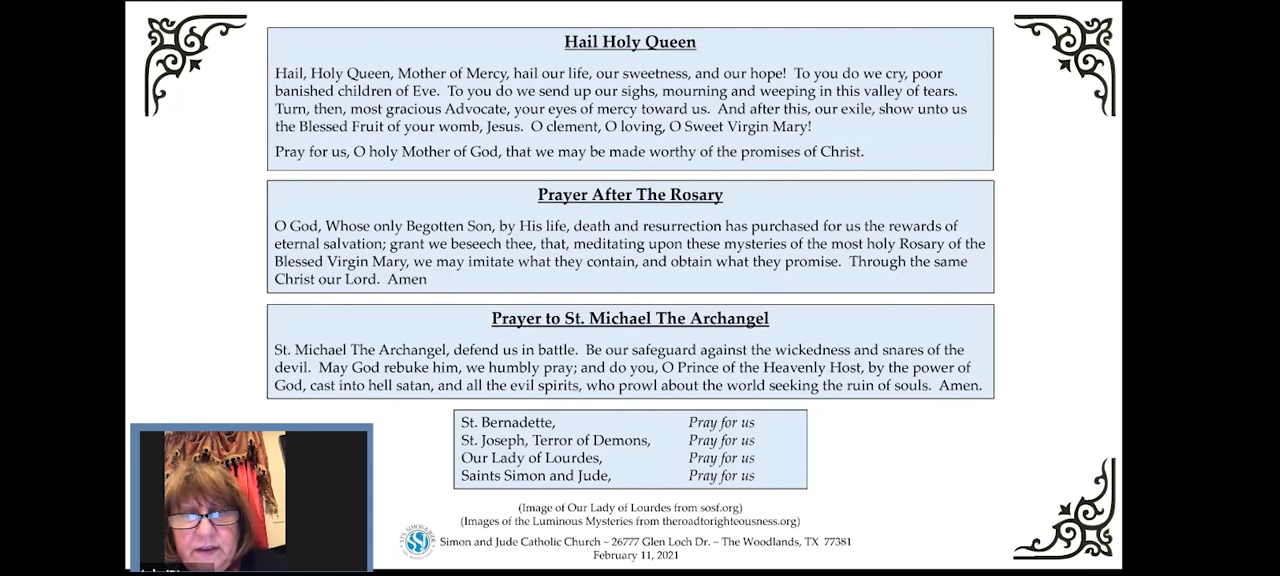 Hail Holy Queen
Hail, Holy Queen, Mother of Mercy, hail our life, our sweetness, and our hope!  To you do we cry, poor
banished children of Eve.  To you do we send up our sighs, mourning and weeping in this valley of tears.
Turn, then, most gracious Advocate, your eyes of mercy toward us.  And after this, our exile, show unto us
the Blessed Fruit of your womb, Jesus.  O clement, O loving, O Sweet Virgin Mary!
Pray for us, O holy Mother of God, that we may be made worthy of the promises of Christ.
Prayer After The Rosary
O God, Whose only Begotten Son, by His life, death and resurrection has purchased for us the rewards of
eternal salvation; grant we beseech thee, that, meditating upon these mysteries of the most holy Rosary of the
Blessed Virgin Mary, we may imitate what they contain, and obtain what they promise.  Through the same
Christ our Lord.  Amen
Prayer to St. Michael The Archangel
St. Michael The Archangel, defend us in battle.  Be our safeguard against the wickedness and snares of the
devil.  May God rebuke him, we humbly pray; and do you, O Prince of the Heavenly Host, by the power of
God, cast into hell satan, and all the evil spirits, who prowl about the world seeking the ruin of souls.  Amen.
St. Bernadette, Pray for us
St. Joseph, Terror of Demons, Pray for us
Our Lady of Lourdes, Pray for us
Saints Simon and Jude, Pray for us
(Image of Our Lady of Lourdes from sosf.org)
(Images of the Luminous Mysteries from theroadtorighteousness.org)
Simon and Jude Catholic Church ~ 26777 Glen Loch Dr. ~ The Woodlands, TX  77381
February 11, 2021